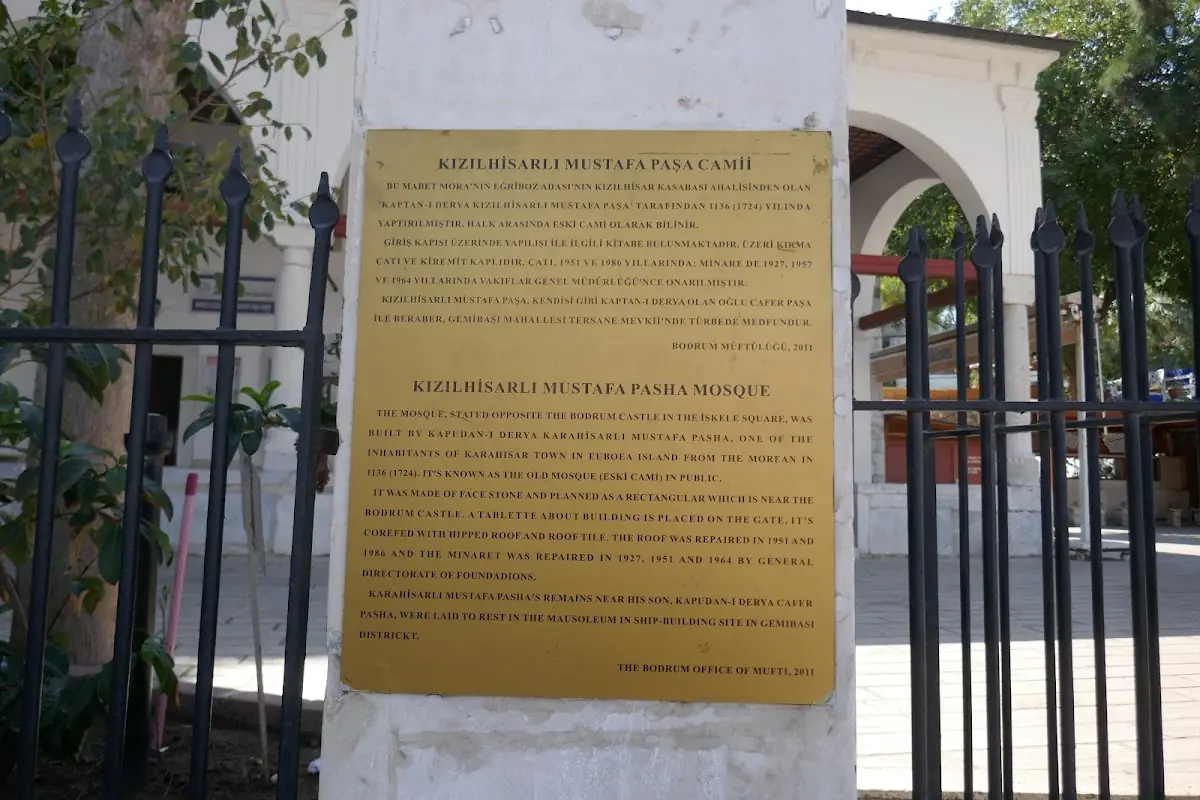 KIZILHİSARLI MUSTAFA PAŞA CAMİİ
BU MABET MORA'NIN EĞRİBOZ ADASI'NIN KIZILHİSAR KASABASI AHALİSİNDEN OLAN
'KAPTAN-I DERYA KIZILHİSARLI MUSTAFA PAŞA' TARAFINDAN 1136 (1724) YILINDA
YAPTIRILMIŞTIR. HALK ARASINDA ESKİ CAMİ OLARAK BİLİNİR.
GİRİŞ KAPISI ÜZERİNDE YAPILIŞI İLE İLGİLİ KİTABE BULUNMAKTADIR. ÜZERİ KIRMA
ÇATI VE KİREMİT KAPLIDIR. ÇATI, 1951 VE 1986 YILLARINDA; MİNARE DE 1927, 1957
VE 1964 YILLARINDA VAKIFLAR GENEL MÜDÜRLÜĞÜ'NCE ONARILMIŞTIR.
KIZILHİSARLI MUSTAFA PAŞA, KENDİSİ GİBİ KAPTAN-I DERYA OLAN OĞLU CAFER PAŞA
İLE BERABER, GEMİBAŞI MAHALLESİ TERSANE MEVKİİ'NDE TÜRBEDE MEDFUNDUR.
BODRUM MÜFTÜLÜĞÜ, 2011
KIZILHİSARLI MUSTAFA PASHA MOSQUE
THE MOSQUE, STATED OPPOSITE THE BODRUM CASTLE IN THE İSKELE SQUARE, WAS
BUILT BY KAPUDAN-I DERYA KARAHİSARLI MUSTAFA PASHA, ONE OF THE
INHABITANTS OF KARAHISAR TOWN IN EUBOEA ISLAND FROM THE MOREAN IN
1136 (1724). IT'S KNOWN AS THE OLD MOSQUE (ESKİ CAMİ) IN PUBLIC.
IT WAS MADE OF FACE STONE AND PLANNED AS A RECTANGULAR WHICH IS NEAR THE
BODRUM CASTLE. A TABLETTE ABOUT BUILDING IS PLACED ON THE GATE. IT'S
COREFED WITH HIPPED ROOF AND ROOF TILE. THE ROOF WAS REPAIRED IN 1951 AND
1986 AND THE MINARET WAS REPAIRED IN 1927, 1951 AND 1964 BY GENERAL
DIRECTORATE OF FOUNDADIONS.
KARAHİSARLI MUSTAFA PASHA'S REMAINS NEAR HIS SON, KAPUDAN-I DERYA CAFER
PASHA, WERE LAID TO REST IN THE MAUSOLEUM IN SHIP-BUILDING SITE IN GEMIBASI
DISTRICKT.
THE BODRUM OFFICE OF MUFTI, 2011